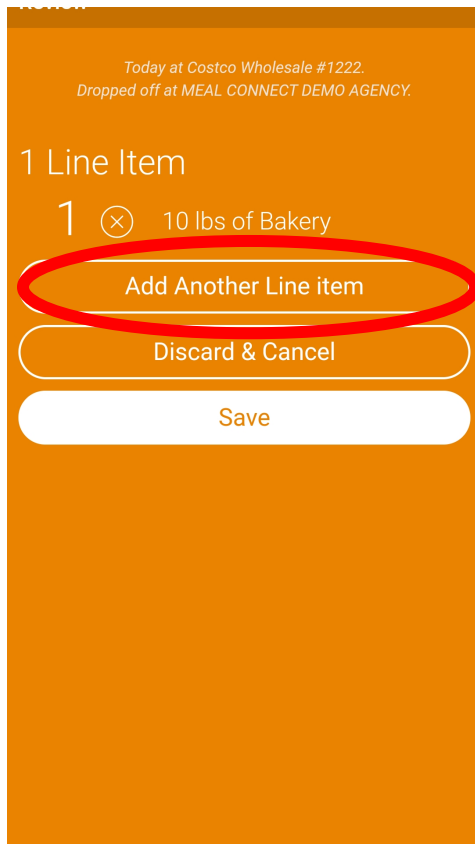 Review
Today at Costco Wholesale #1222.
Dropped off at MEAL CONNECT DEMO AGENCY.
1 Line Item
1 10 lbs of Bakery
Add Another Line item
Discard & Cancel
Save